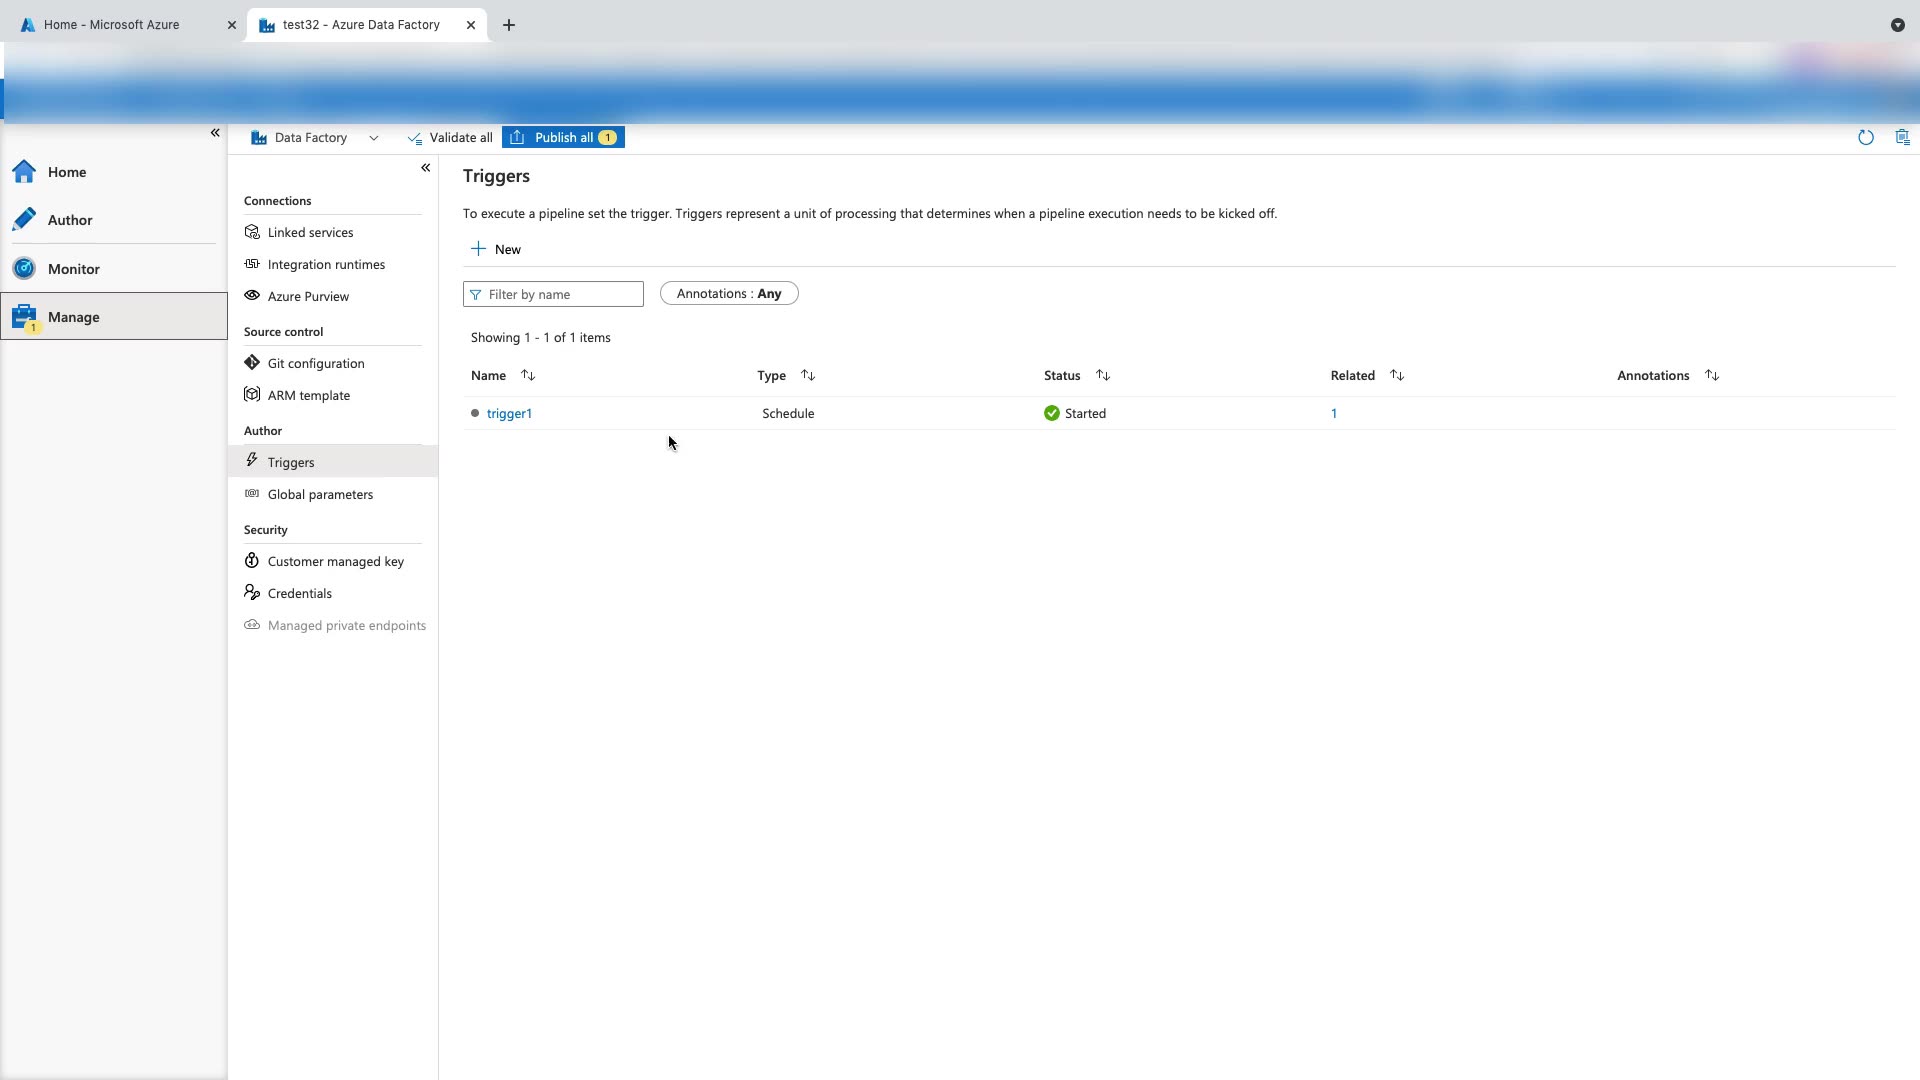 Home - Microsoft Azure
test32 - Azure Data Factory
Data Factory
Validate all
Publish all 1
Home
Author
Monitor
Manage
1
Connections
Linked services
Integration runtimes
Azure Purview
Source control
Git configuration
ARM template
Author
Triggers
Global parameters
Security
Customer managed key
Credentials
Managed private endpoints
Triggers
To execute a pipeline set the trigger. Triggers represent a unit of processing that determines when a pipeline execution needs to be kicked off.
New
Filter by name
Annotations : Any
Showing 1 - 1 of 1 items
Name Type Status Related Annotations
trigger1 Schedule Started 1